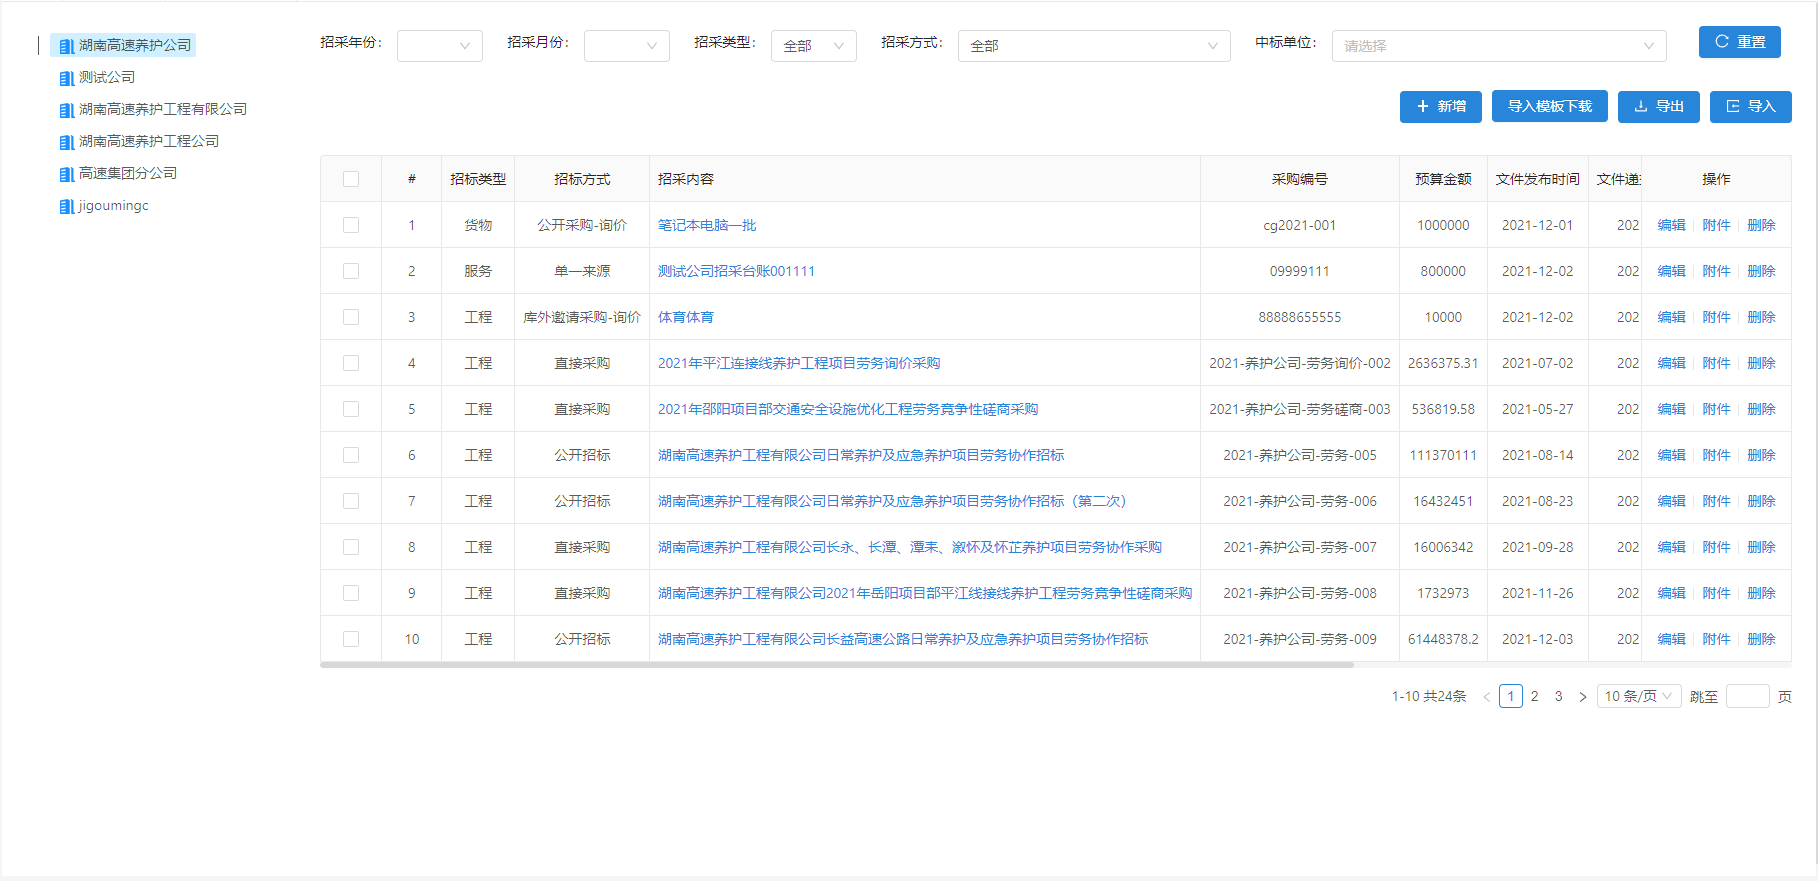 湖南高速养护公司
测试公司
湖南高速养护工程有限公司
湖南高速养护工程公司
高速集团分公司
jigoumingc
招采年份： 招采月份： 招采类型： 全部 招采方式： 全部 中标单位： 请选择 重置
新增 导入模板下载 导出 导入
# 招标类型 招标方式 招采内容 采购编号 预算金额 文件发布时间 文件递 操作
1 货物 公开采购-询价 笔记本电脑一批 cg2021-001 1000000 2021-12-01 202 编辑 附件 删除
2 服务 单一来源 测试公司招采台账001111 09999111 800000 2021-12-02 202 编辑 附件 删除
3 工程 库外邀请采购-询价 体育体育 88888655555 10000 2021-12-02 202 编辑 附件 删除
4 工程 直接采购 2021年平江连接线养护工程项目劳务询价采购 2021-养护公司-劳务询价-002 2636375.31 2021-07-02 202 编辑 附件 删除
5 工程 直接采购 2021年邵阳项目部交通安全设施优化工程劳务竞争性磋商采购 2021-养护公司-劳务磋商-003 536819.58 2021-05-27 202 编辑 附件 删除
6 工程 公开招标 湖南高速养护工程有限公司日常养护及应急养护项目劳务协作招标 2021-养护公司-劳务-005 111370111 2021-08-14 202 编辑 附件 删除
7 工程 公开招标 湖南高速养护工程有限公司日常养护及应急养护项目劳务协作招标（第二次） 2021-养护公司-劳务-006 16432451 2021-08-23 202 编辑 附件 删除
8 工程 直接采购 湖南高速养护工程有限公司长永、长潭、潭耒、溆怀及怀芷养护项目劳务协作采购 2021-养护公司-劳务-007 16006342 2021-09-28 202 编辑 附件 删除
9 工程 直接采购 湖南高速养护工程有限公司2021年岳阳项目部平江线接线养护工程劳务竞争性磋商采购 2021-养护公司-劳务-008 1732973 2021-11-26 202 编辑 附件 删除
10 工程 公开招标 湖南高速养护工程有限公司长益高速公路日常养护及应急养护项目劳务协作招标 2021-养护公司-劳务-009 61448378.2 2021-12-03 202 编辑 附件 删除
1-10 共24条 < 1 2 3 > 10 条/页 跳至 页